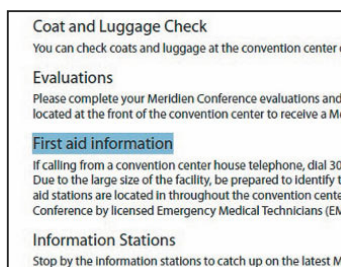 Coat and Luggage Check
You can check coats and luggage at the convention center
Evaluations
Please complete your Meridien Conference evaluations and
located at the front of the convention center to receive a
First aid information
If calling from a convention center house telephone, dial 30
Due to the large size of the facility, be prepared to identify
aid stations are located in throughout the convention
Conference by licensed Emergency Medical Technicians
Information Stations
Stop by the information stations to catch up on the latest